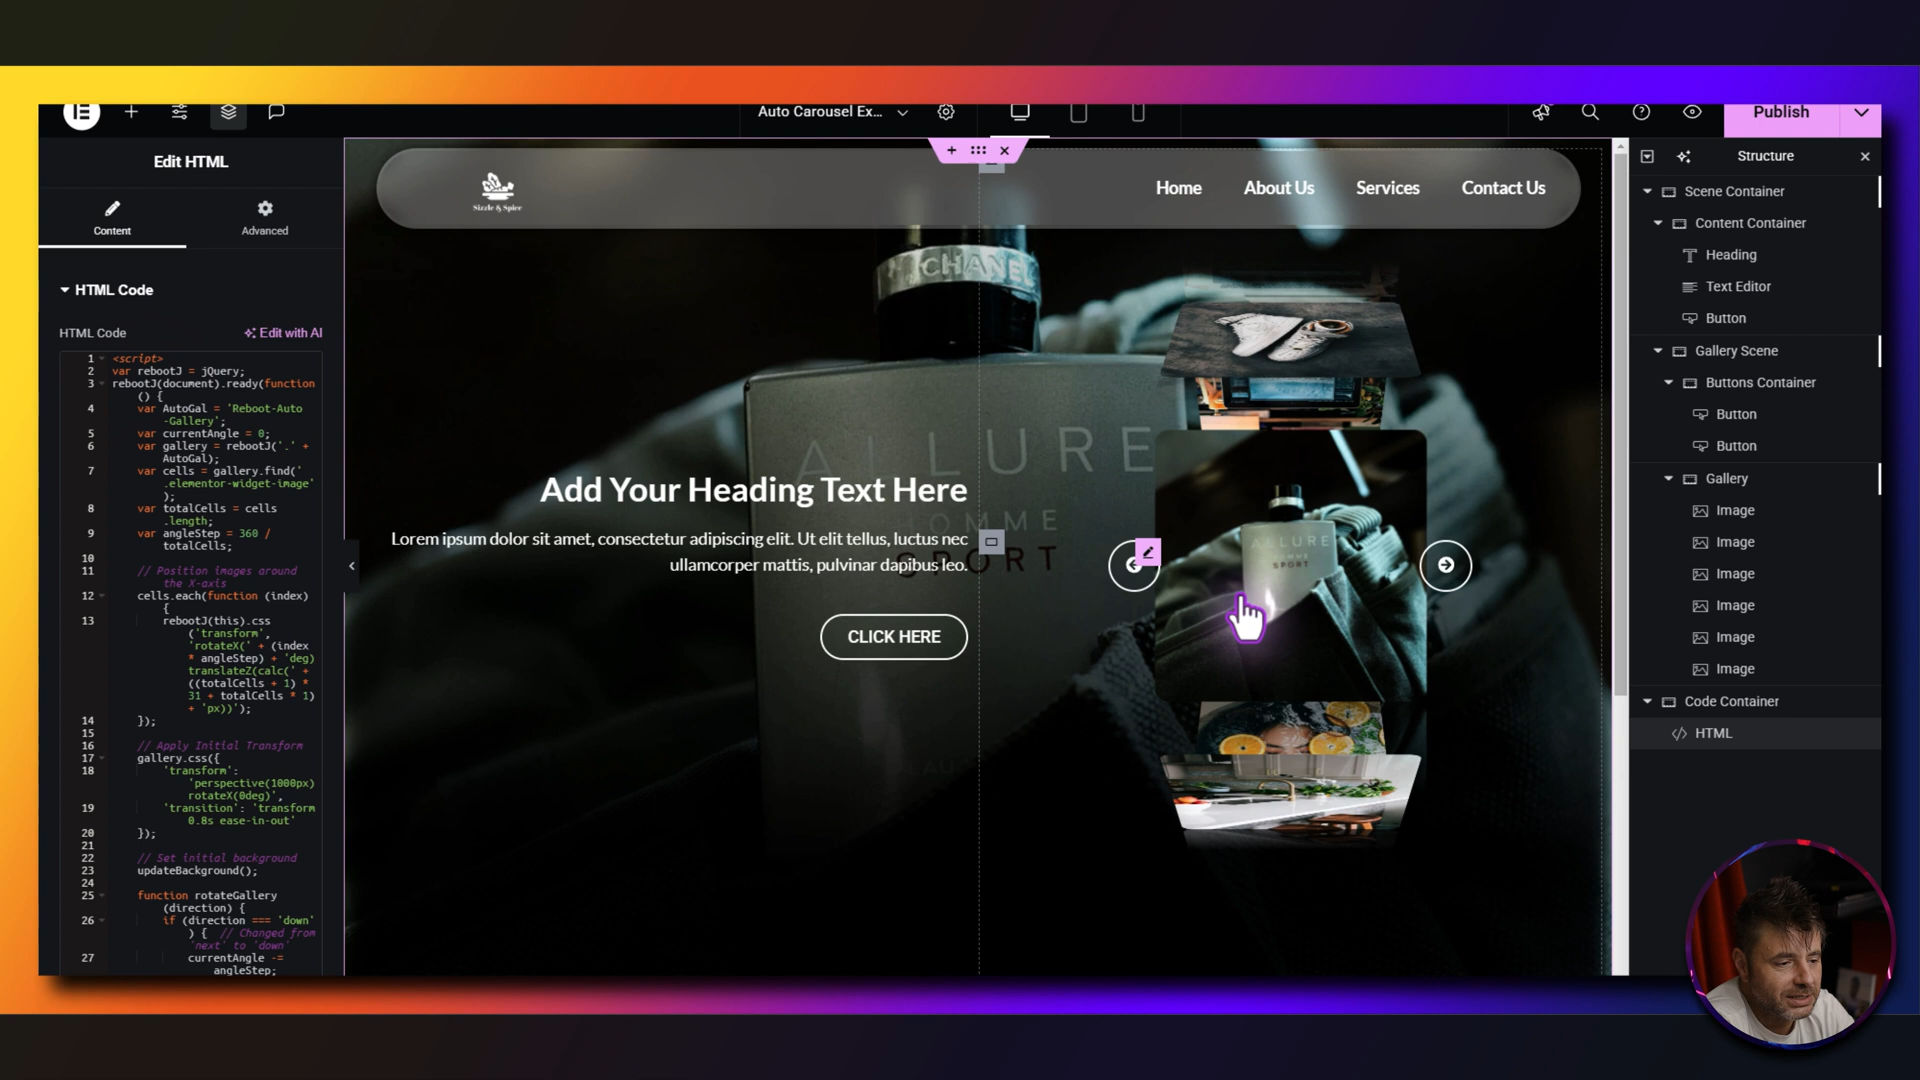 Auto Carousel Ex...
Publish
Edit HTML
Content
Advanced
HTML Code
HTML Code
Edit with AI
1 <script>
2 var rebootJ = jQuery;
3 rebootJ(document).ready(function
() {
4 var AutoGal = 'Reboot-Auto
-Gallery';
5 var currentAngle = 0;
6 var gallery = rebootJ('.' +
AutoGal);
7 var cells = gallery.find('
.elementor-widget-image'
);
8 var totalCells = cells
.length;
9 var angleStep = 360 /
totalCells;
10
11 // Position images around
the X-axis
12 cells.each(function (index)
{
13 rebootJ(this).css
('transform',
'rotateX(' + (index
* angleStep) + 'deg)
translateZ(calc(' +
((totalCells + 1) *
31 + totalCells * 1)
+ 'px))');
14 });
15
16 // Apply Initial Transform
17 gallery.css({
18 'transform':
'perspective(1000px)
rotateX(0deg)',
19 'transition': 'transform
0.8s ease-in-out'
20 });
21
22 // Set initial background
23 updateBackground();
24
25 function rotateGallery
(direction) {
26 if (direction === 'down'
) { // Changed from
'next' to 'down'
27 currentAngle -=
angleStep;
Sizzle & Spice
Home
About Us
Services
Contact Us
CHANEL
ALLURE
HOMME
SPORT
Add Your Heading Text Here
Lorem ipsum dolor sit amet, consectetur adipiscing elit. Ut elit tellus, luctus nec
ullamcorper mattis, pulvinar dapibus leo.
CLICK HERE
ALLURE
HOMME
SPORT
Structure
Scene Container
Content Container
Heading
Text Editor
Button
Gallery Scene
Buttons Container
Button
Button
Gallery
Image
Image
Image
Image
Image
Image
Code Container
HTML